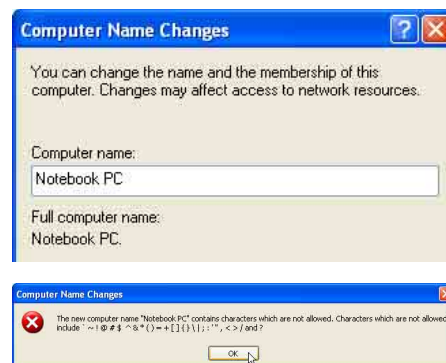 Computer Name Changes
You can change the name and the membership of this
computer. Changes may affect access to network resources.
Computer name:
Notebook PC
Full computer name:
Notebook PC.
Computer Name Changes
The new computer name "Notebook PC" contains characters which are not allowed. Characters which are not allowed
include ` ~ ! @ # $ ^ & * ( ) = + [ ] { } \ | ; : ' " , < > / and ?
OK